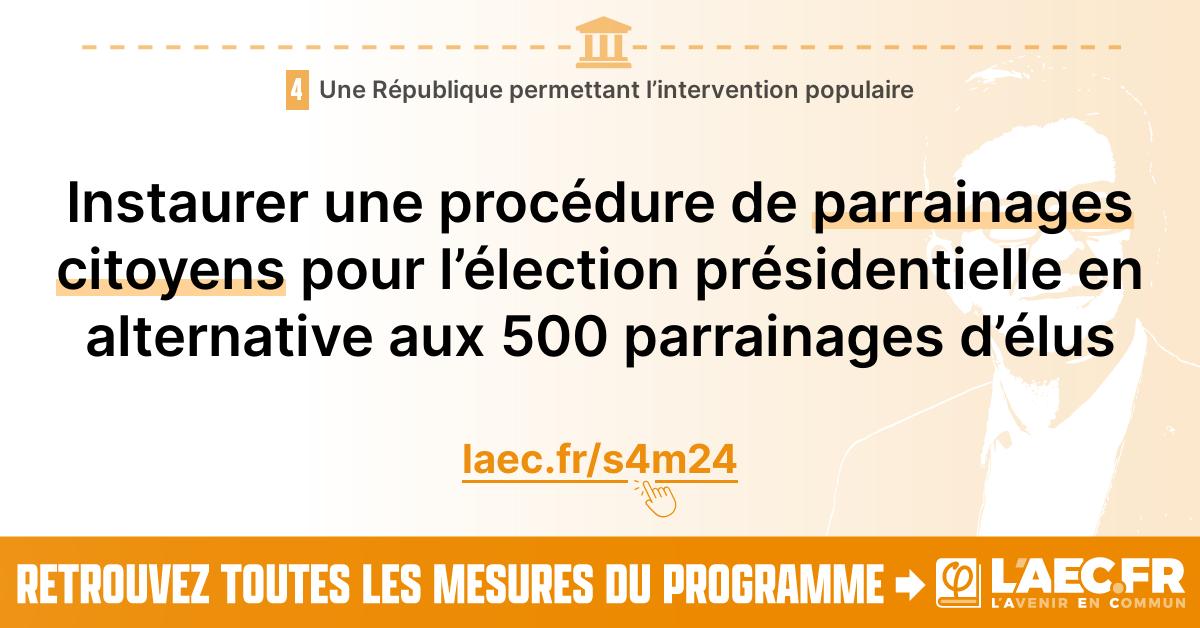 4 Une République permettant l’intervention populaire
Instaurer une procédure de parrainages
citoyens pour l’élection présidentielle en
alternative aux 500 parrainages d’élus
laec.fr/s4m24
RETROUVEZ TOUTES LES MESURES DU PROGRAMME
L'AEC.FR
L'AVENIR EN COMMUN